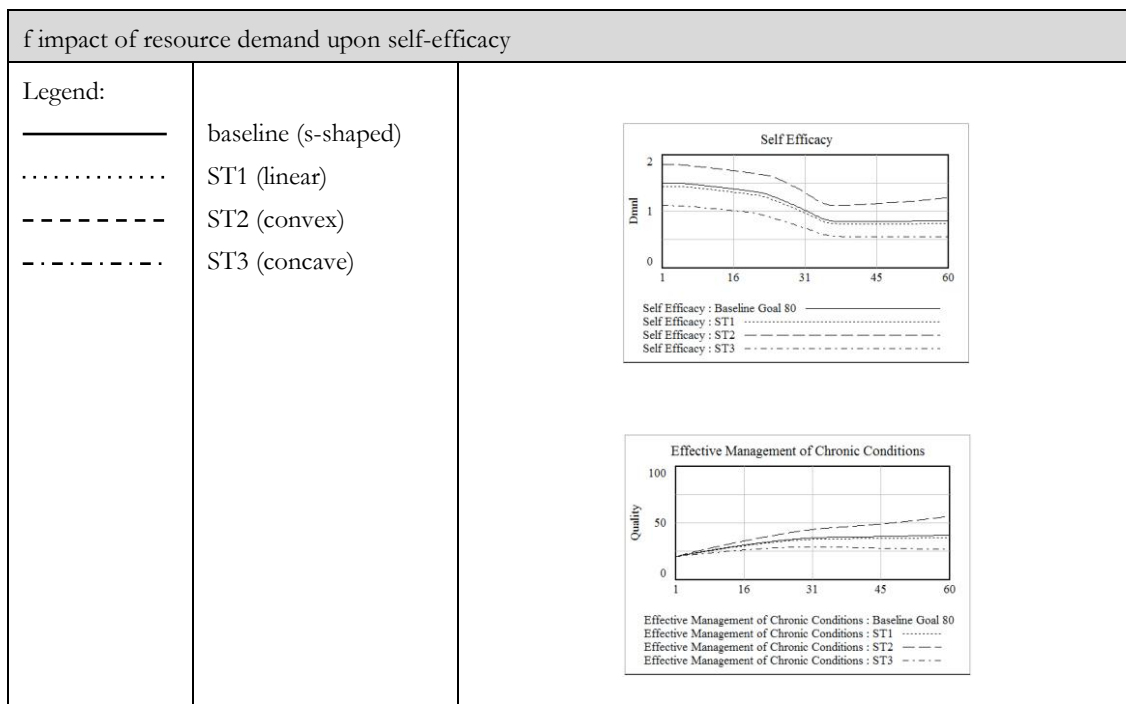 f impact of resource demand upon self-efficacy
Legend:
baseline (s-shaped)
ST1 (linear)
ST2 (convex)
ST3 (concave)
Self Efficacy
2
1
0
Dmnl
1 16 31 45 60
Self Efficacy : Baseline Goal 80
Self Efficacy : ST1
Self Efficacy : ST2
Self Efficacy : ST3
Effective Management of Chronic Conditions
100
50
0
Quality
1 16 31 45 60
Effective Management of Chronic Conditions : Baseline Goal 80
Effective Management of Chronic Conditions : ST1
Effective Management of Chronic Conditions : ST2
Effective Management of Chronic Conditions : ST3